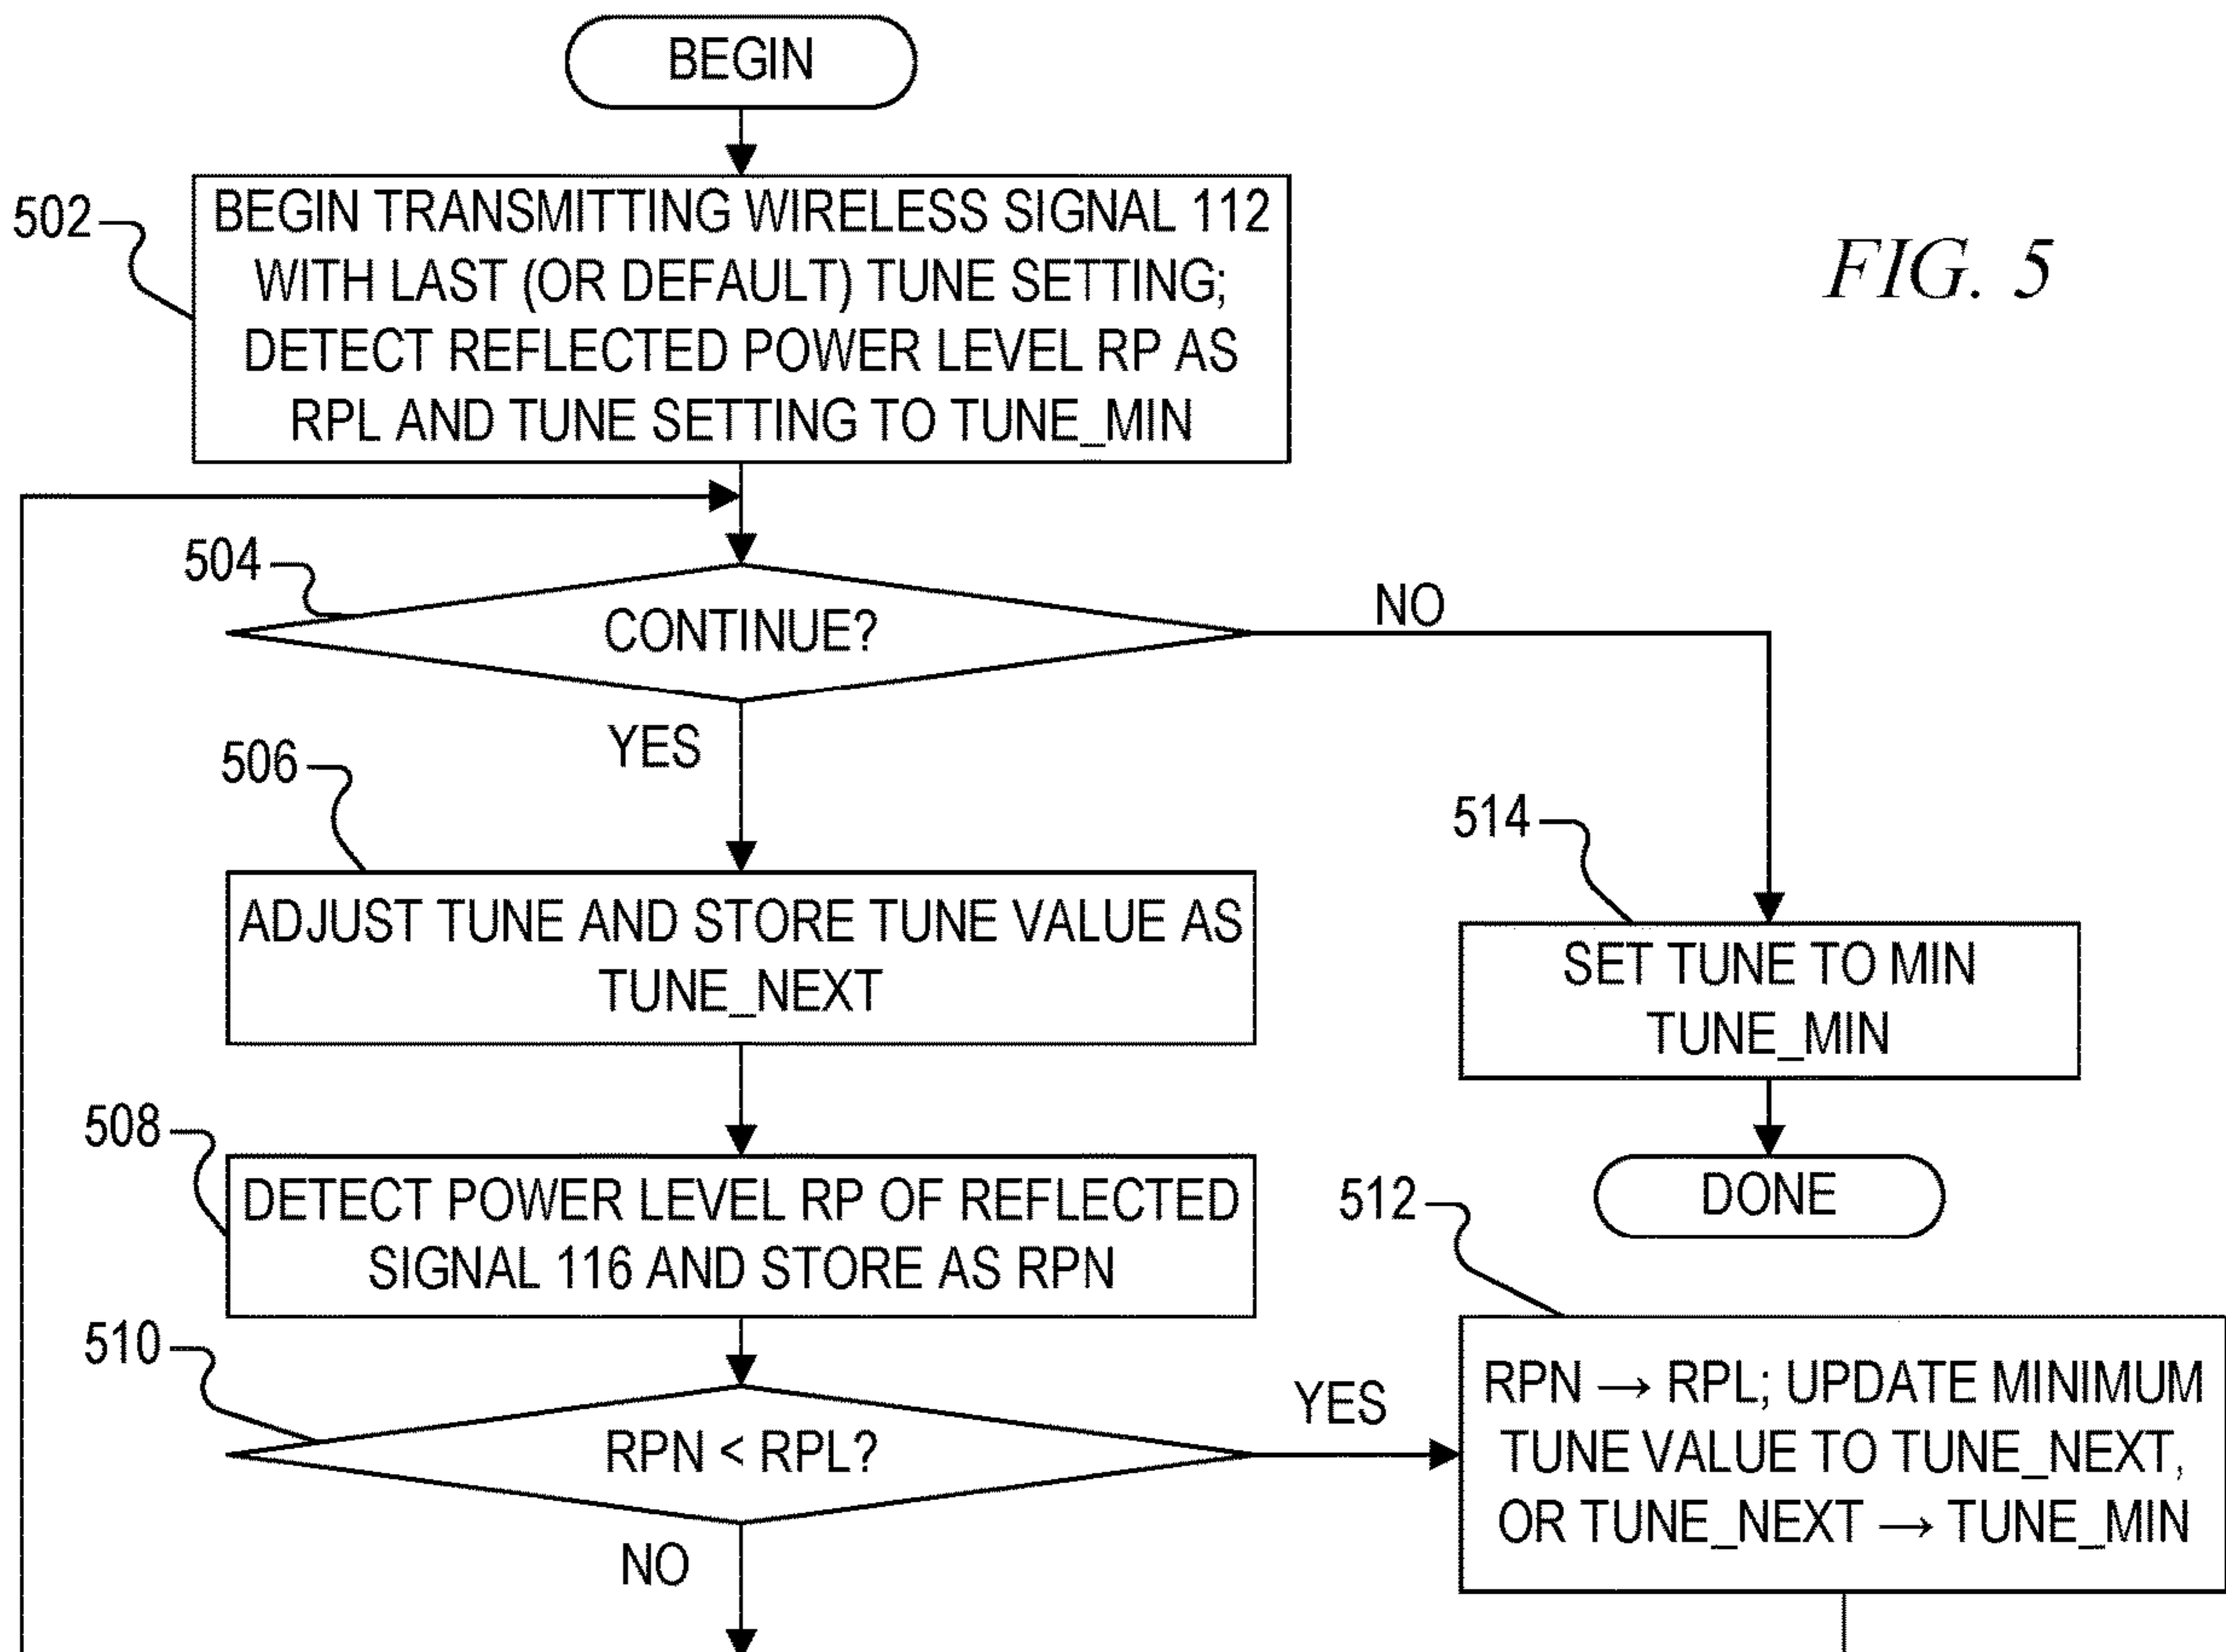 BEGIN
502
BEGIN TRANSMITTING WIRELESS SIGNAL 112
WITH LAST (OR DEFAULT) TUNE SETTING;
DETECT REFLECTED POWER LEVEL RP AS
RPL AND TUNE SETTING TO TUNE_MIN
FIG. 5
504
CONTINUE?
NO
YES
506
ADJUST TUNE AND STORE TUNE VALUE AS
TUNE_NEXT
514
SET TUNE TO MIN
TUNE_MIN
508
DETECT POWER LEVEL RP OF REFLECTED
SIGNAL 116 AND STORE AS RPN
DONE
512
510
RPN < RPL?
YES
RPN → RPL; UPDATE MINIMUM
TUNE VALUE TO TUNE_NEXT,
OR TUNE_NEXT → TUNE_MIN
NO